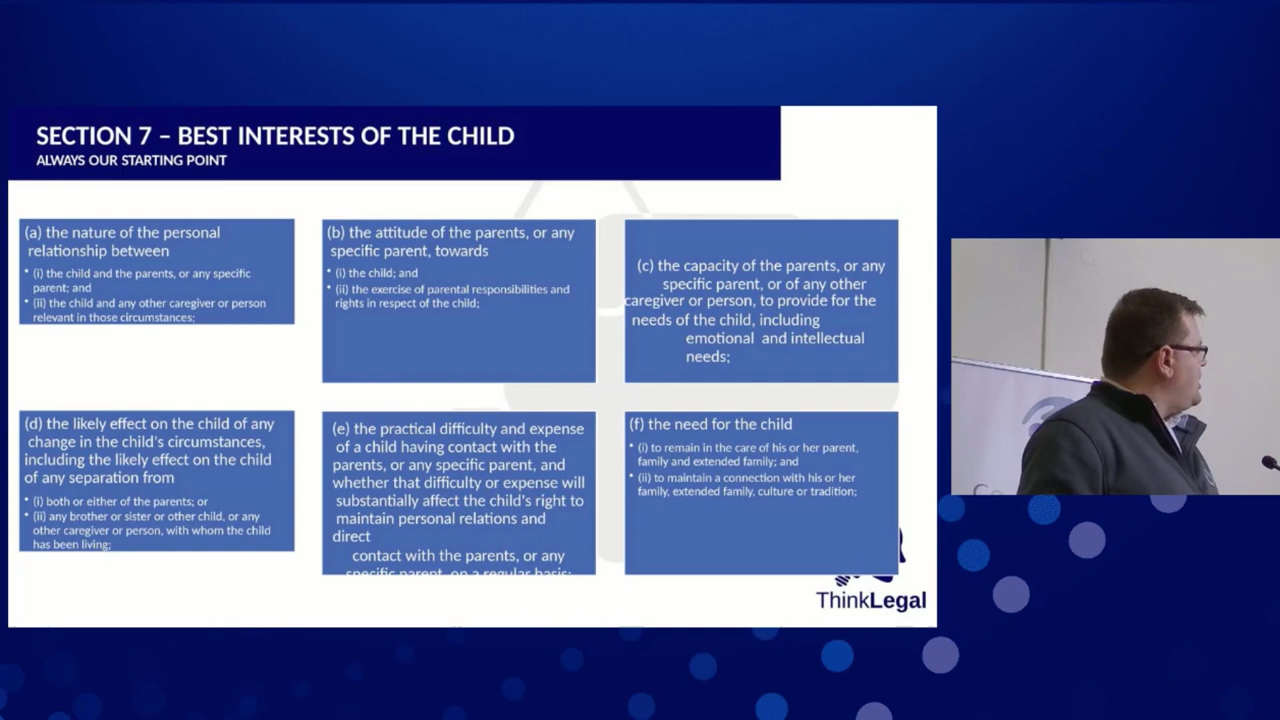 SECTION 7 – BEST INTERESTS OF THE CHILD
ALWAYS OUR STARTING POINT
(a) the nature of the personal
relationship between
• (i) the child and the parents, or any specific
parent; and
• (ii) the child and any other caregiver or person
relevant in those circumstances;
(b) the attitude of the parents, or any
specific parent, towards
• (i) the child; and
• (ii) the exercise of parental responsibilities and
rights in respect of the child;
(c) the capacity of the parents, or any
specific parent, or of any other
caregiver or person, to provide for the
needs of the child, including
emotional and intellectual
needs;
(d) the likely effect on the child of any
change in the child's circumstances,
including the likely effect on the child
of any separation from
• (i) both or either of the parents; or
• (ii) any brother or sister or other child, or any
other caregiver or person, with whom the child
has been living;
(e) the practical difficulty and expense
of a child having contact with the
parents, or any specific parent, and
whether that difficulty or expense will
substantially affect the child's right to
maintain personal relations and
direct
contact with the parents, or any
specific parent, on a regular basis;
(f) the need for the child
• (i) to remain in the care of his or her parent,
family and extended family; and
• (ii) to maintain a connection with his or her
family, extended family, culture or tradition;
ThinkLegal